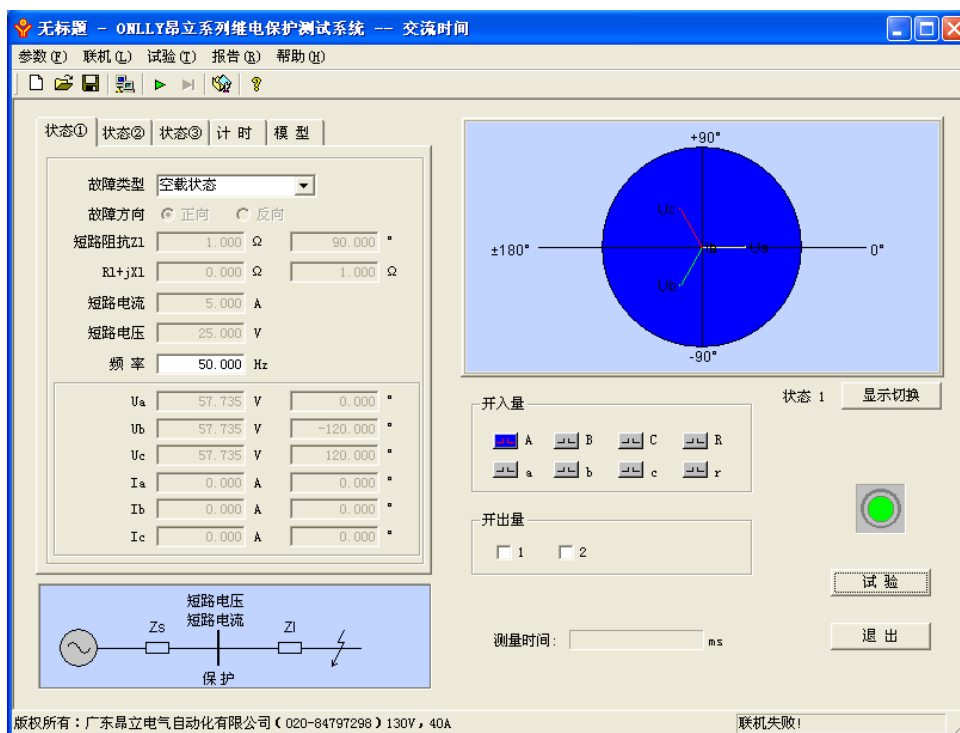 无标题 - ONLLY昂立系列继电保护测试系统 -- 交流时间
参数(F) 联机(L) 试验(T) 报告(R) 帮助(H)
状态① 状态② 状态③ 计时 模型
故障类型 空载状态
故障方向 正向 反向
短路阻抗Z1 1.000 Ω 90.000 °
R1+jX1 0.000 Ω 1.000 Ω
短路电流 5.000 A
短路电压 25.000 V
频率 50.000 Hz
Ua 57.735 V 0.000 °
Ub 57.735 V -120.000 °
Uc 57.735 V 120.000 °
Ia 0.000 A 0.000 °
Ib 0.000 A 0.000 °
Ic 0.000 A 0.000 °
短路电压
短路电流
Zs Zl
保护
+90°
Uc
±180° Ua 0°
Ub
-90°
状态 1 显示切换
开入量
A B C R
a b c r
开出量
1 2
试验
测量时间: ms
退出
版权所有：广东昂立电气自动化有限公司(020-84797298)130V，40A
联机失败!